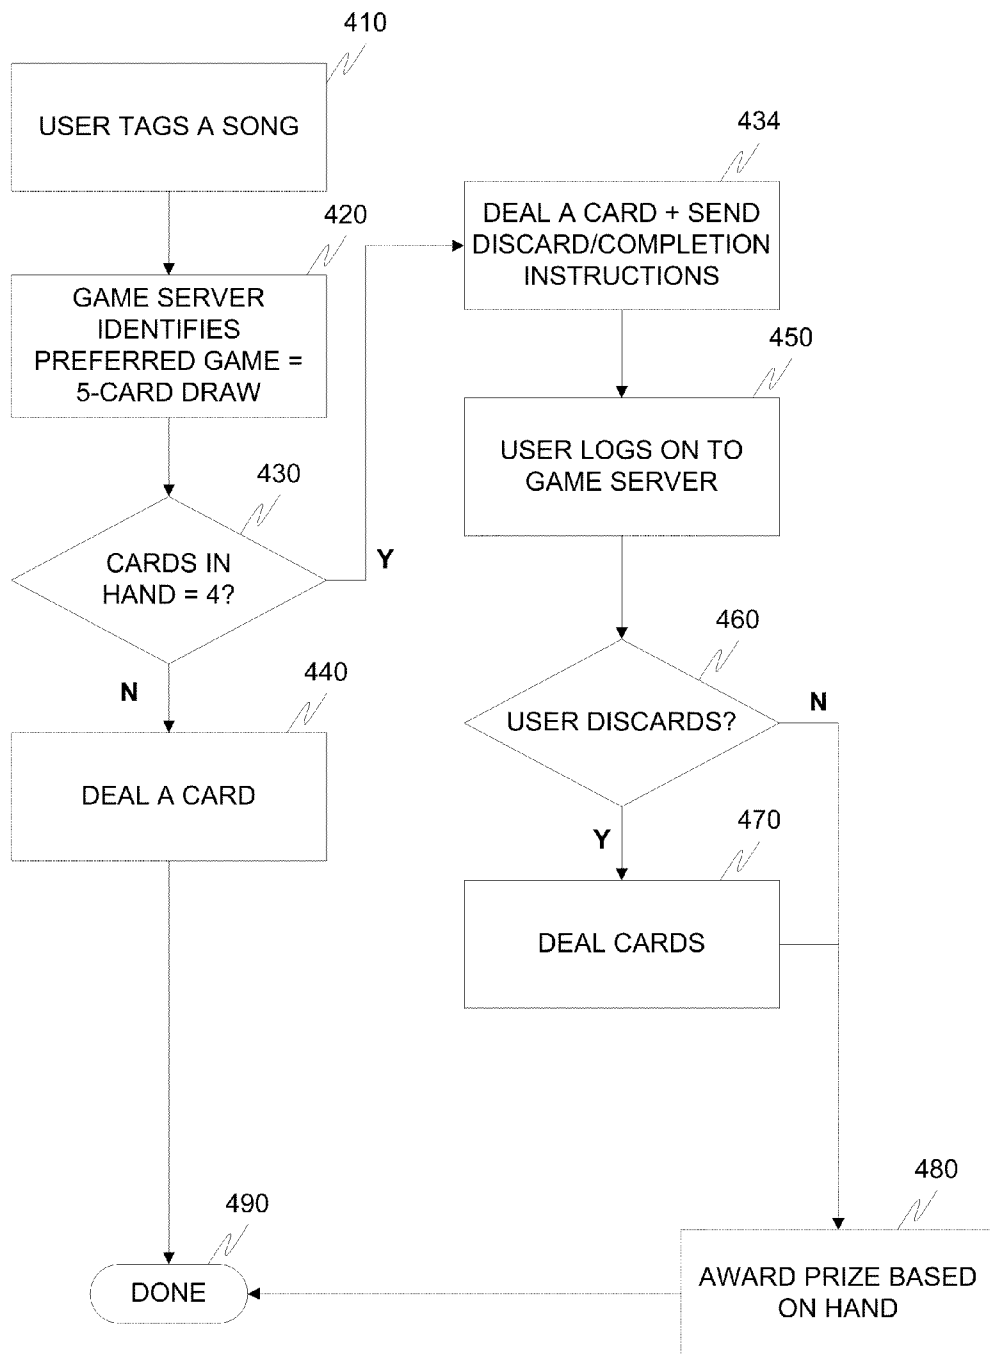 410
USER TAGS A SONG
420
GAME SERVER
IDENTIFIES
PREFERRED GAME =
5-CARD DRAW
430
CARDS IN
HAND = 4?
Y
N
440
DEAL A CARD
434
DEAL A CARD + SEND
DISCARD/COMPLETION
INSTRUCTIONS
450
USER LOGS ON TO
GAME SERVER
460
USER DISCARDS?
N
Y
470
DEAL CARDS
480
AWARD PRIZE BASED
ON HAND
490
DONE